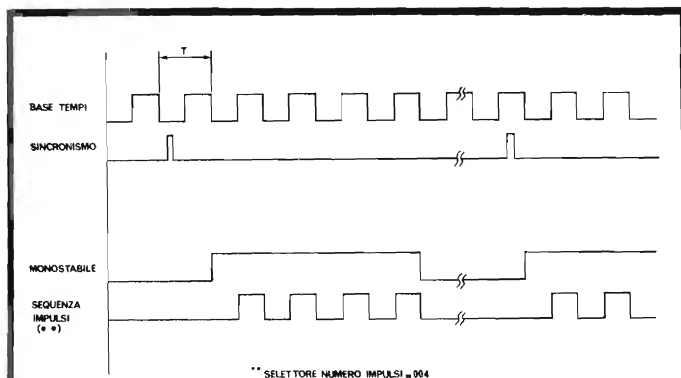 T
BASE TEMPI
SINCRONISMO
MONOSTABILE
SEQUENZA
IMPULSI
(**)
** SELETTORE NUMERO IMPULSI = 004